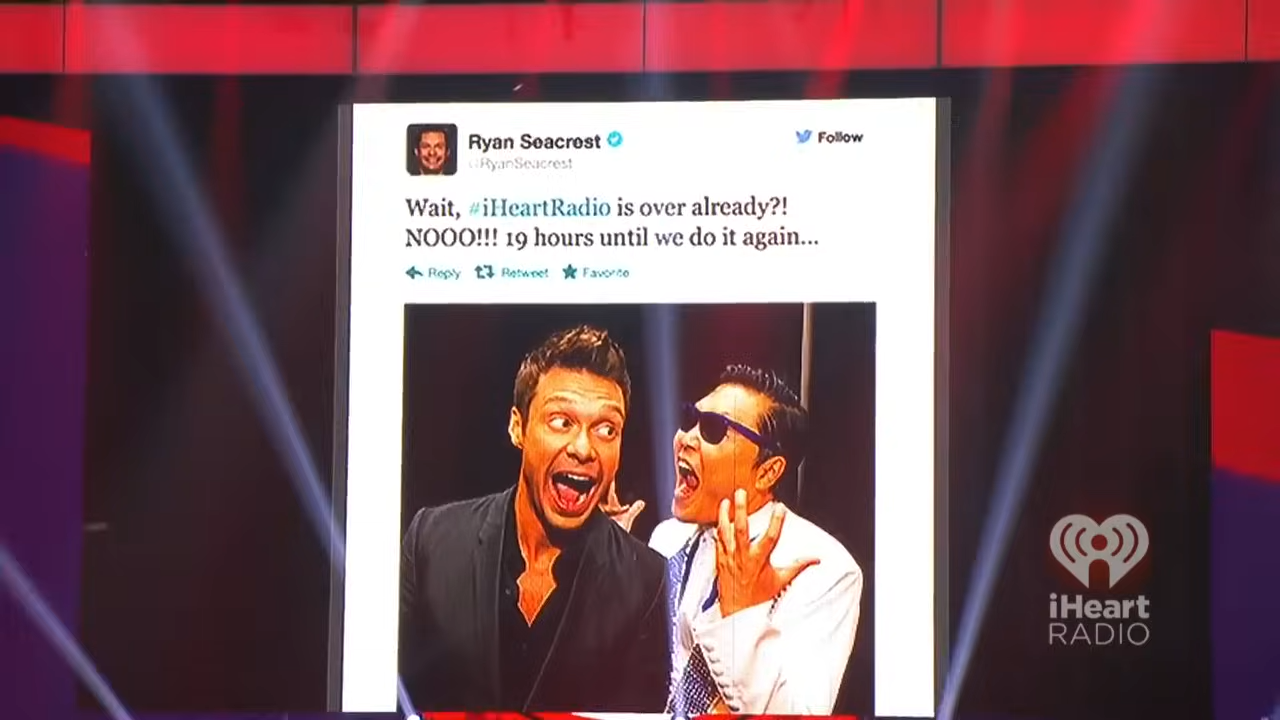 Ryan Seacrest
Follow
@RyanSeacrest
Wait, #iHeartRadio is over already?!
NOOO!!! 19 hours until we do it again...
Reply Retweet Favorite
iHeart
RADIO